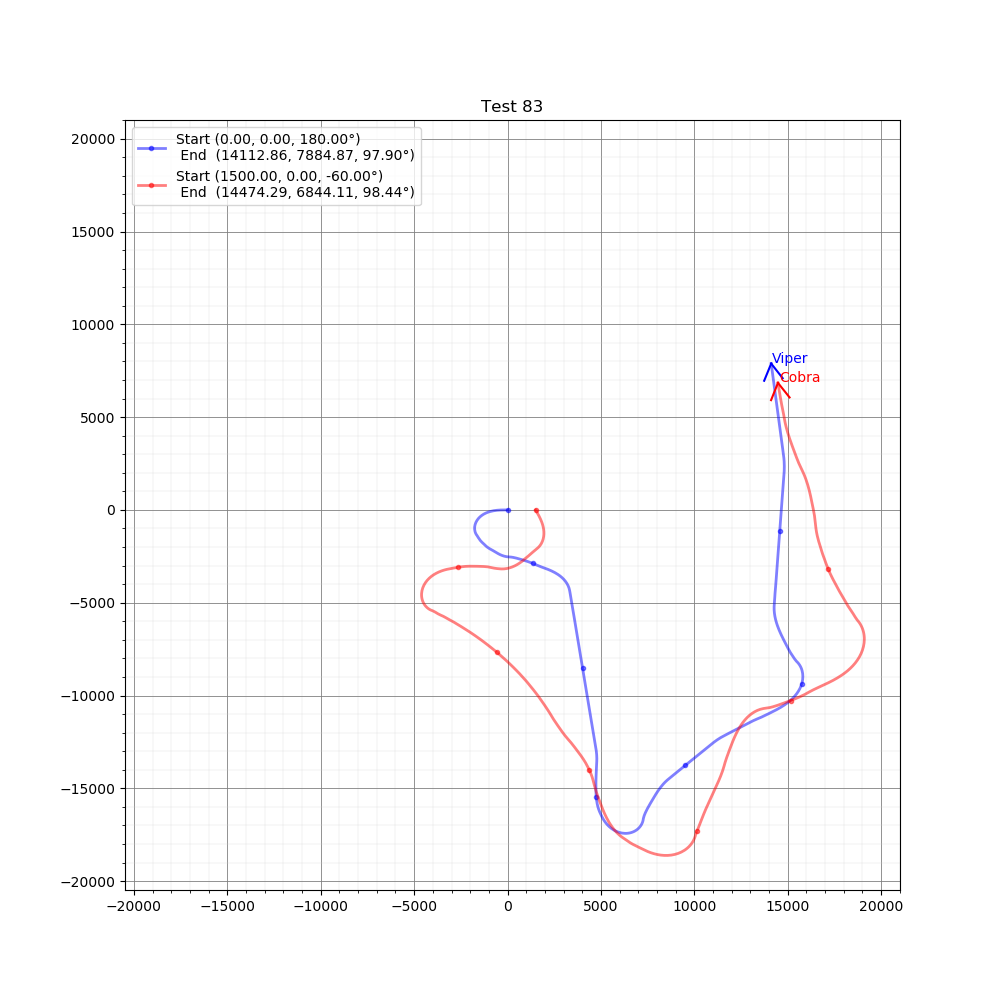 Test 83
Start (0.00, 0.00, 180.00°)
End (14112.86, 7884.87, 97.90°)
Start (1500.00, 0.00, -60.00°)
End (14474.29, 6844.11, 98.44°)
20000
15000
10000
5000
0
−5000
−10000
−15000
−20000
Viper
Cobra
−20000 −15000 −10000 −5000 0 5000 10000 15000 20000